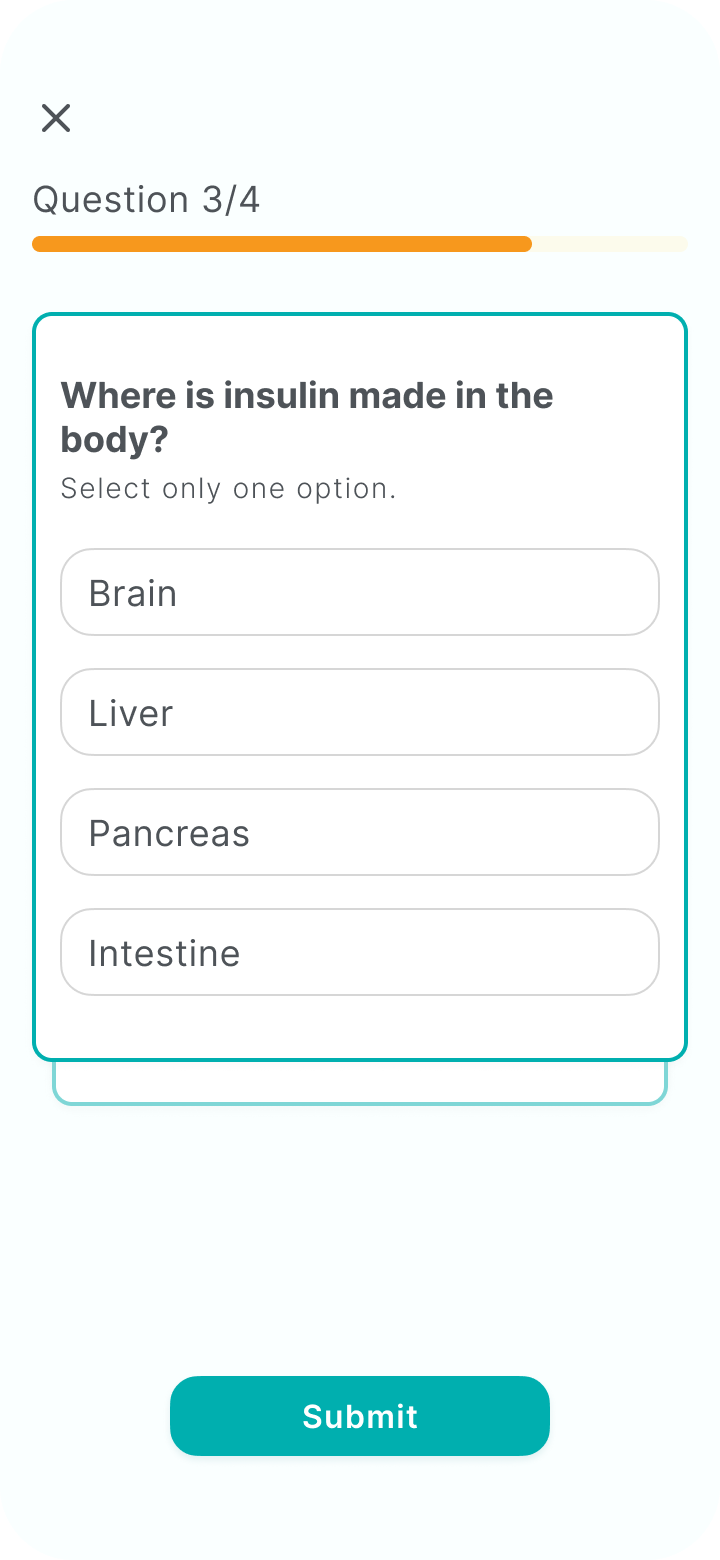 Question 3/4
Where is insulin made in the
body?
Select only one option.
Brain
Liver
Pancreas
Intestine
Submit